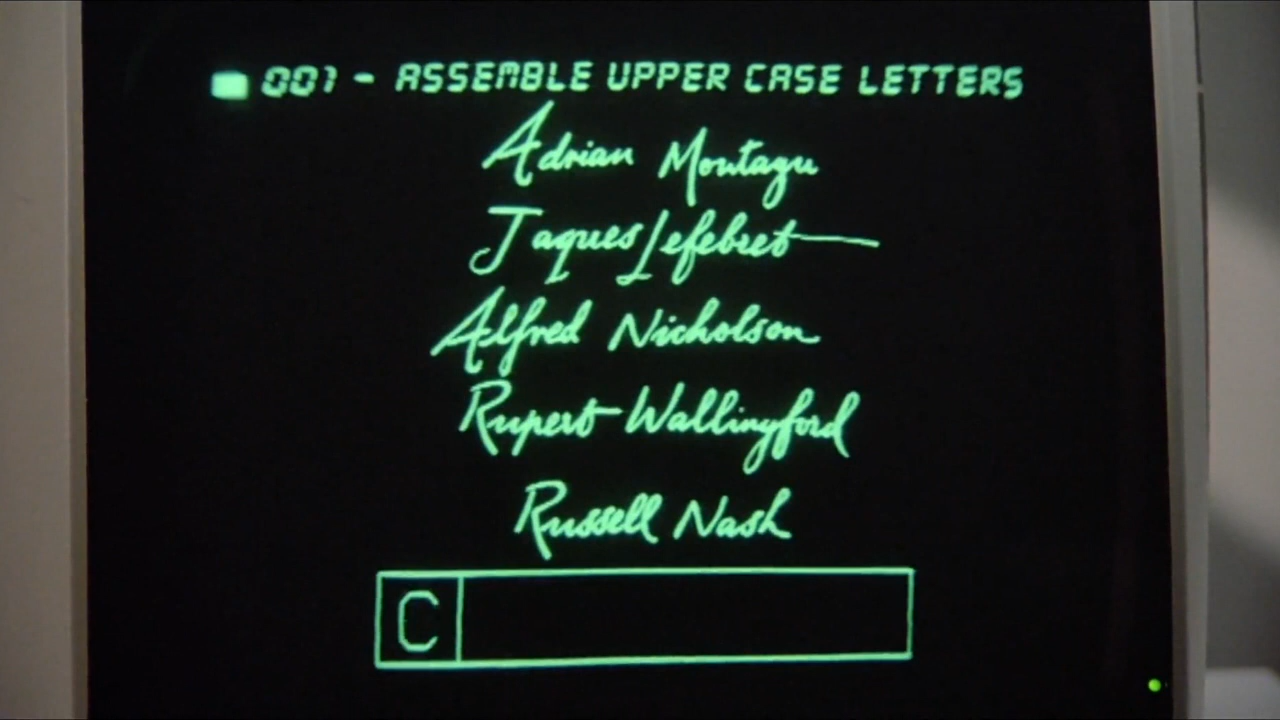 001 - ASSEMBLE UPPER CASE LETTERS
Adrian Montagu
Jaques Lefebret
Alfred Nicholson
Rupert Wallingford
Russell Nash
C